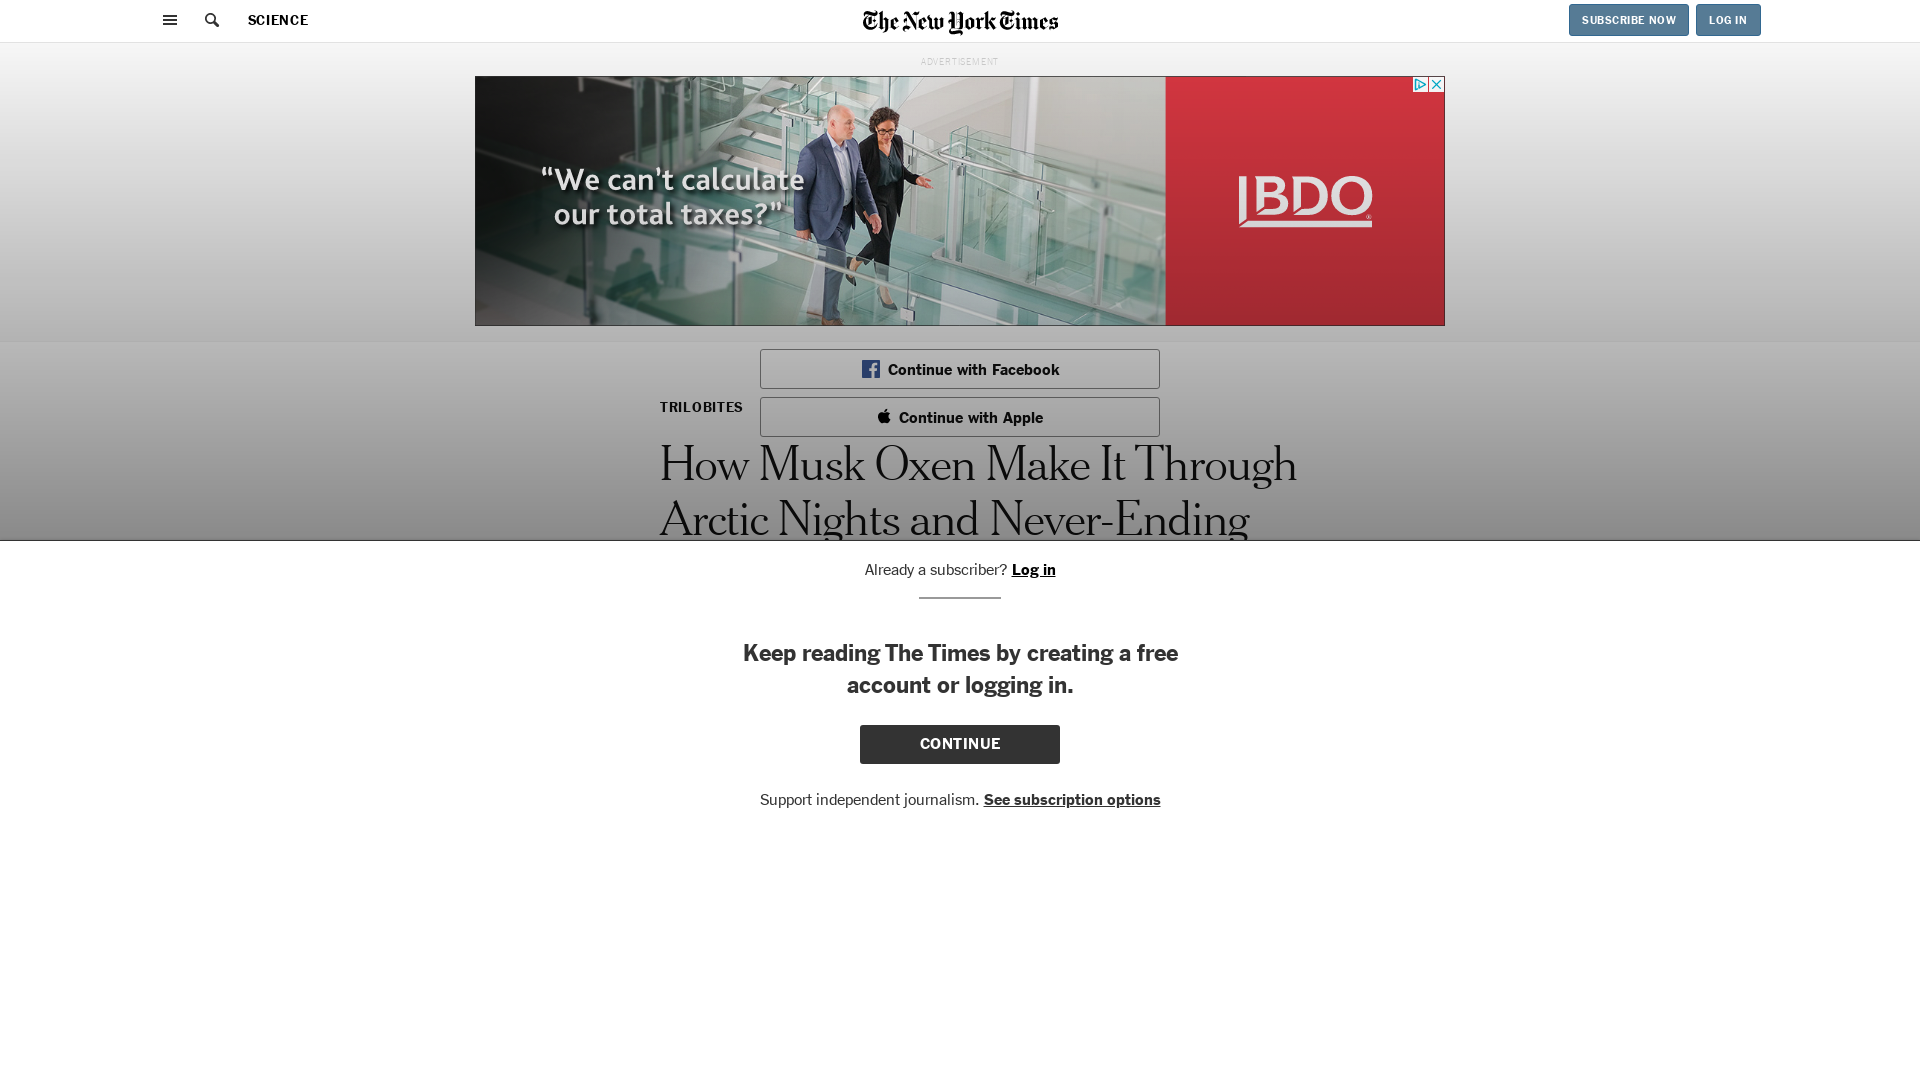 SCIENCE
The New York Times
SUBSCRIBE NOW
LOG IN
ADVERTISEMENT
“We can’t calculate
our total taxes?”
BDO
Continue with Facebook
TRILOBITES
Continue with Apple
How Musk Oxen Make It Through
Arctic Nights and Never-Ending
Already a subscriber? Log in
Keep reading The Times by creating a free
account or logging in.
CONTINUE
Support independent journalism. See subscription options